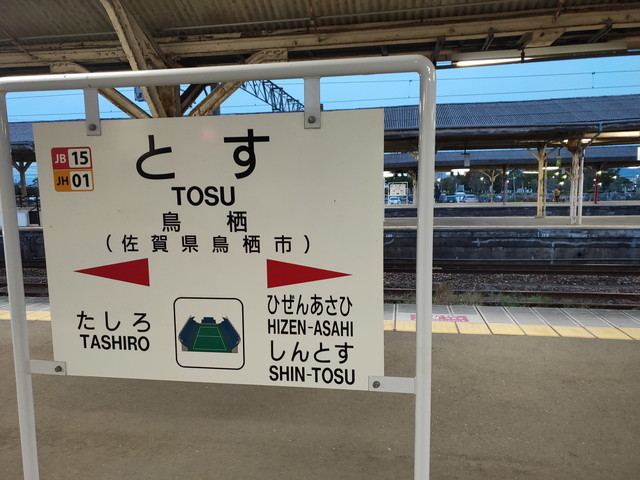 JB 15
JH 01
とす
TOSU
鳥栖
(佐賀県鳥栖市)
たしろ
TASHIRO
ひぜんあさひ
HIZEN-ASAHI
しんとす
SHIN-TOSU